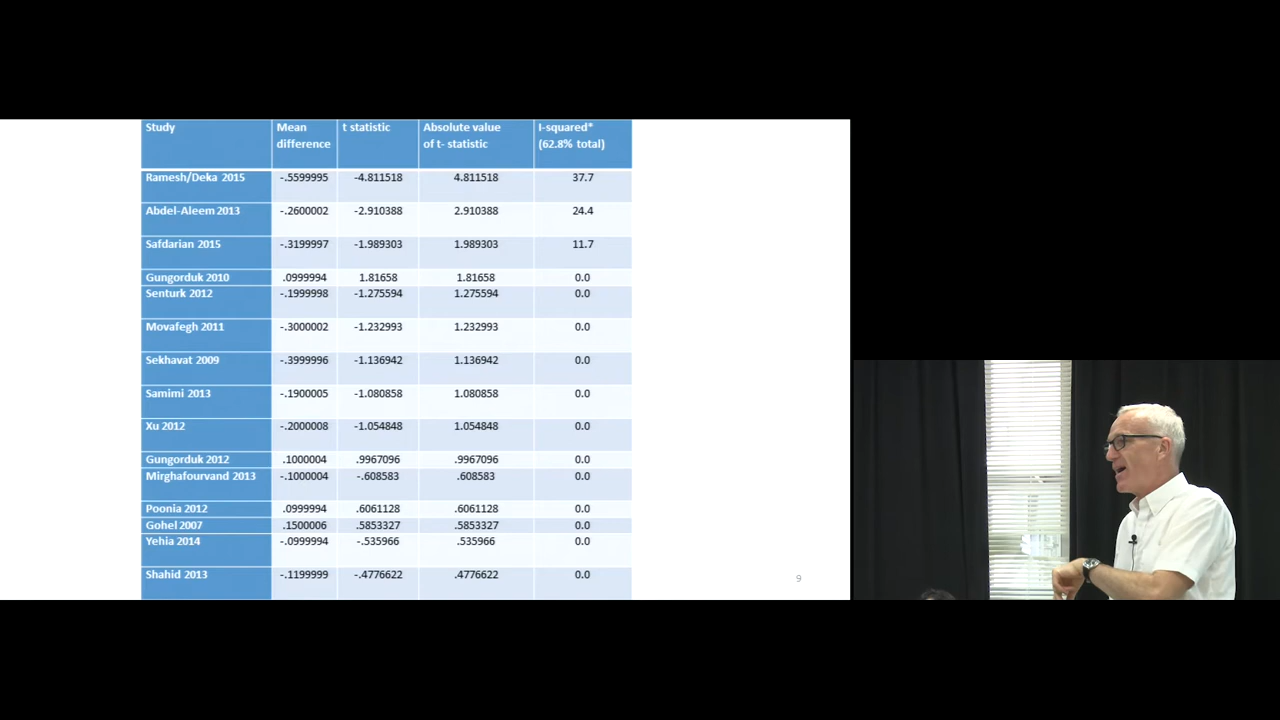 Study Mean difference t statistic Absolute value of t- statistic I-squared* (62.8% total)
Ramesh/Deka 2015 -.5599995 -4.811518 4.811518 37.7
Abdel-Aleem 2013 -.2600002 -2.910388 2.910388 24.4
Safdarian 2015 -.3199997 -1.989303 1.989303 11.7
Gungorduk 2010 .0999994 1.81658 1.81658 0.0
Senturk 2012 -.1999998 -1.275594 1.275594 0.0
Movafegh 2011 -.3000002 -1.232993 1.232993 0.0
Sekhavat 2009 -.3999996 -1.136942 1.136942 0.0
Samimi 2013 -.1900005 -1.080858 1.080858 0.0
Xu 2012 -.2000008 -1.054848 1.054848 0.0
Gungorduk 2012 .1000004 .9967096 .9967096 0.0
Mirghafourvand 2013 -.1000004 -.608583 .608583 0.0
Poonia 2012 .0999994 .6061128 .6061128 0.0
Gohel 2007 .1500006 .5853327 .5853327 0.0
Yehia 2014 -.0999994 -.535966 .535966 0.0
Shahid 2013 -.1199999 -.4776622 .4776622 0.0
9